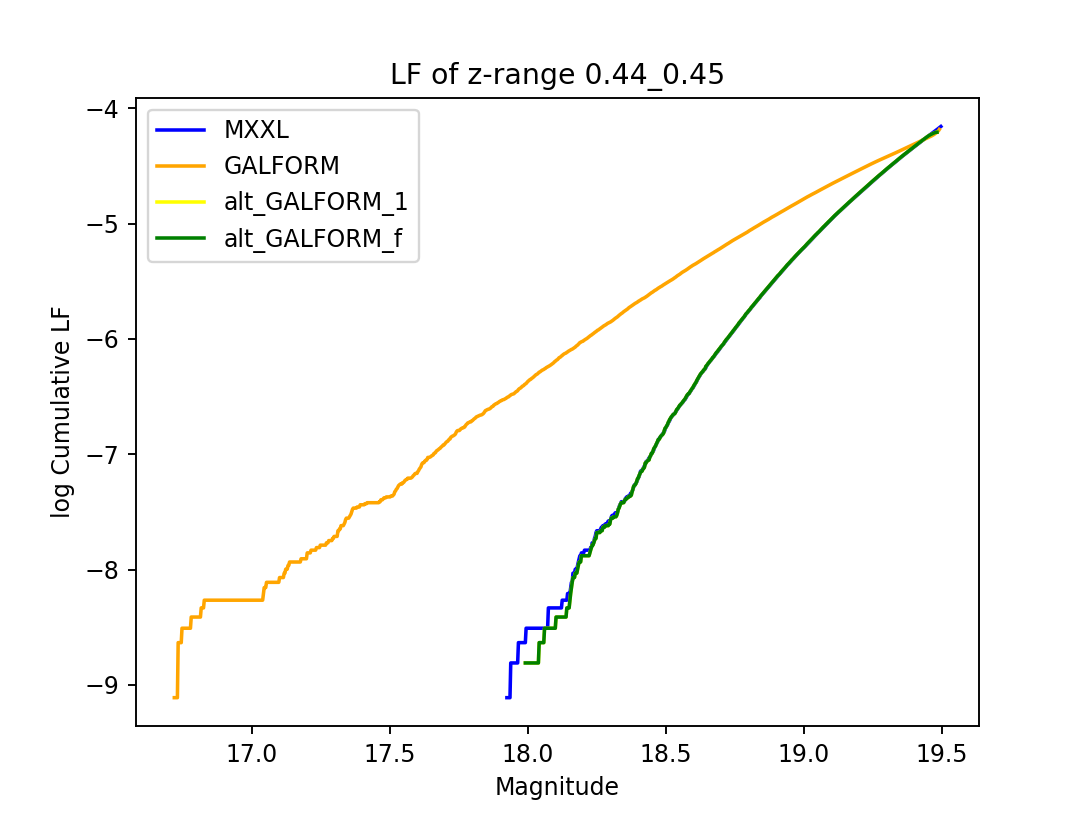 LF of z-range 0.44_0.45
MXXL
GALFORM
alt_GALFORM_1
alt_GALFORM_f
−4
−5
−6
−7
−8
−9
log Cumulative LF
17.0 17.5 18.0 18.5 19.0 19.5
Magnitude